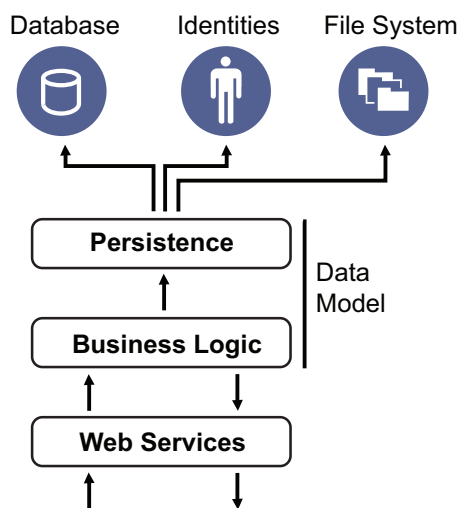 Database Identities File System
Persistence
Data
Model
Business Logic
Web Services